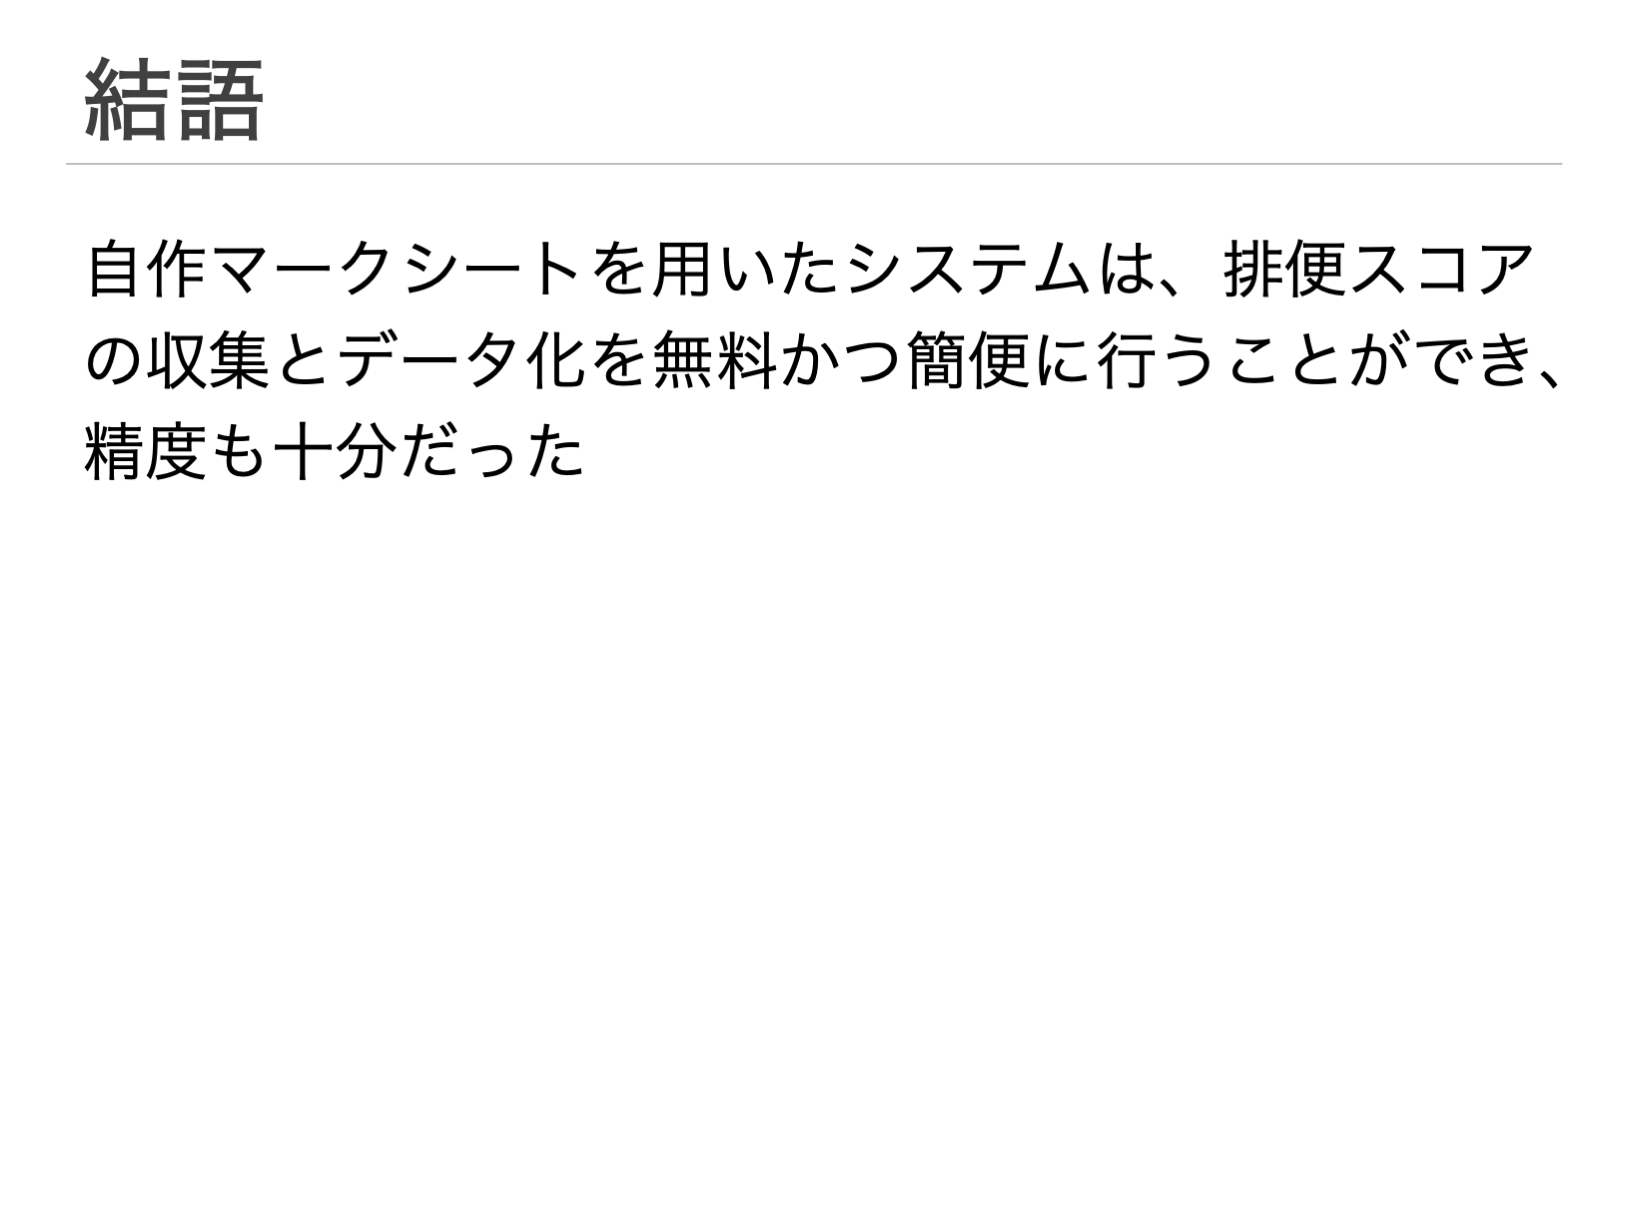 結語
自作マークシートを用いたシステムは、排便スコア
の収集とデータ化を無料かつ簡便に行うことができ、
精度も十分だった